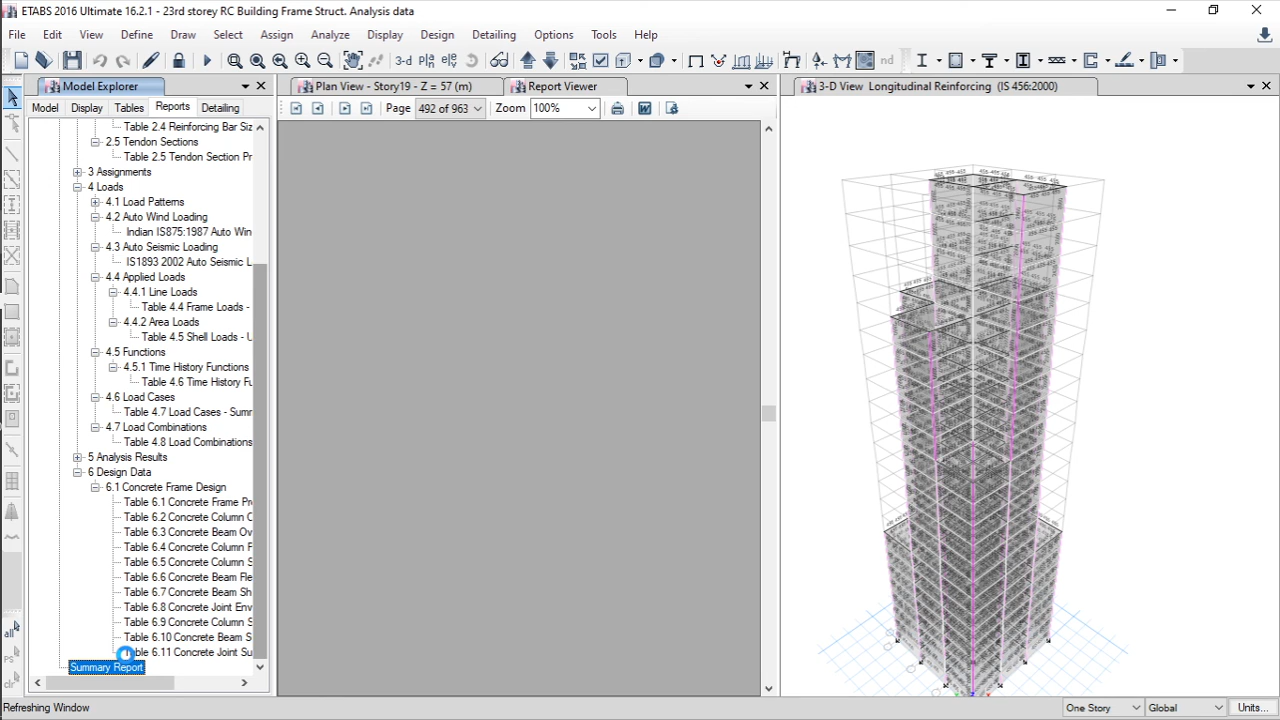 ETABS 2016 Ultimate 16.2.1 - 23rd storey RC Building Frame Struct. Analysis data
File Edit View Define Draw Select Assign Analyze Display Design Detailing Options Tools Help
3-d plan elev nd
Model Explorer
Plan View - Story19 - Z = 57 (m)
Report Viewer
3-D View Longitudinal Reinforcing (IS 456:2000)
Model Display Tables Reports Detailing
Page 492 of 963 Zoom 100%
Table 2.4 Reinforcing Bar Siz
2.5 Tendon Sections
Table 2.5 Tendon Section Pr
3 Assignments
4 Loads
4.1 Load Patterns
4.2 Auto Wind Loading
Indian IS875:1987 Auto Win
4.3 Auto Seismic Loading
IS1893 2002 Auto Seismic L
4.4 Applied Loads
4.4.1 Line Loads
Table 4.4 Frame Loads -
4.4.2 Area Loads
Table 4.5 Shell Loads - U
4.5 Functions
4.5.1 Time History Functions
Table 4.6 Time History Fu
4.6 Load Cases
Table 4.7 Load Cases - Summ
4.7 Load Combinations
Table 4.8 Load Combinations
5 Analysis Results
6 Design Data
6.1 Concrete Frame Design
Table 6.1 Concrete Frame Pr
Table 6.2 Concrete Column O
Table 6.3 Concrete Beam Ov
Table 6.4 Concrete Column F
Table 6.5 Concrete Column S
Table 6.6 Concrete Beam Fle
Table 6.7 Concrete Beam Sh
Table 6.8 Concrete Joint Env
Table 6.9 Concrete Column S
Table 6.10 Concrete Beam S
6.11 Concrete Joint Su
Summary Report
all
ps
clr
Refreshing Window
One Story Global Units...